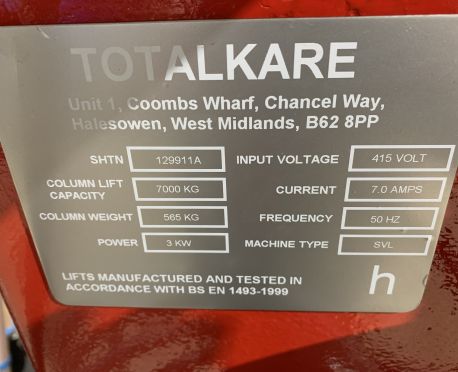 TOTALKARE
Unit 1, Coombs Wharf, Chancel Way,
Halesowen, West Midlands, B62 8PP
SHTN 129911A INPUT VOLTAGE 415 VOLT
COLUMN LIFT CAPACITY 7000 KG CURRENT 7.0 AMPS
COLUMN WEIGHT 565 KG FREQUENCY 50 HZ
POWER 3 KW MACHINE TYPE SVL
LIFTS MANUFACTURED AND TESTED IN
ACCORDANCE WITH BS EN 1493-1999
h